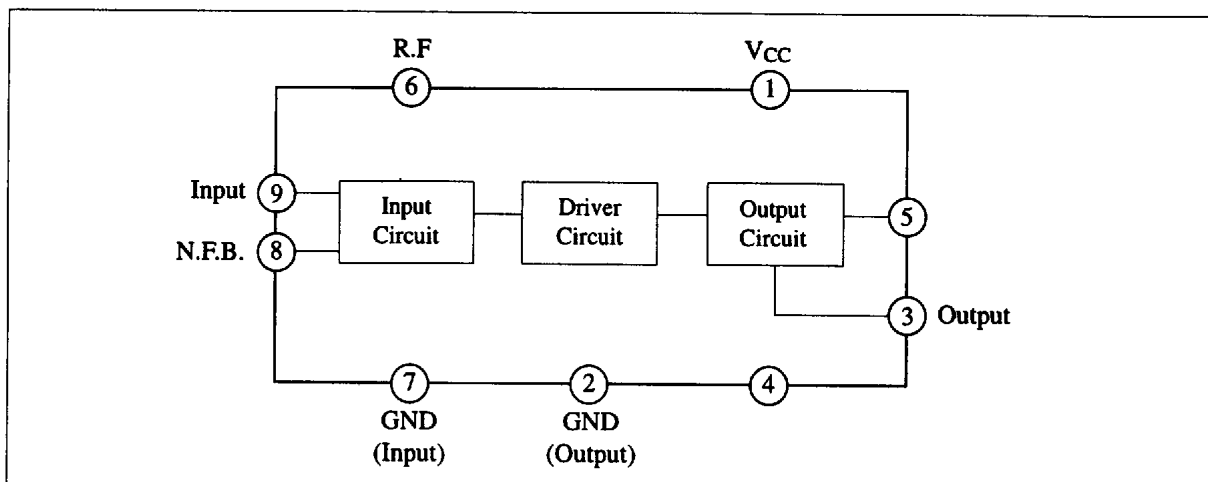 R.F
VCC
6
1
Input
9
Input
Circuit
Driver
Circuit
Output
Circuit
5
N.F.B.
8
3
Output
7
2
4
GND
(Input)
GND
(Output)